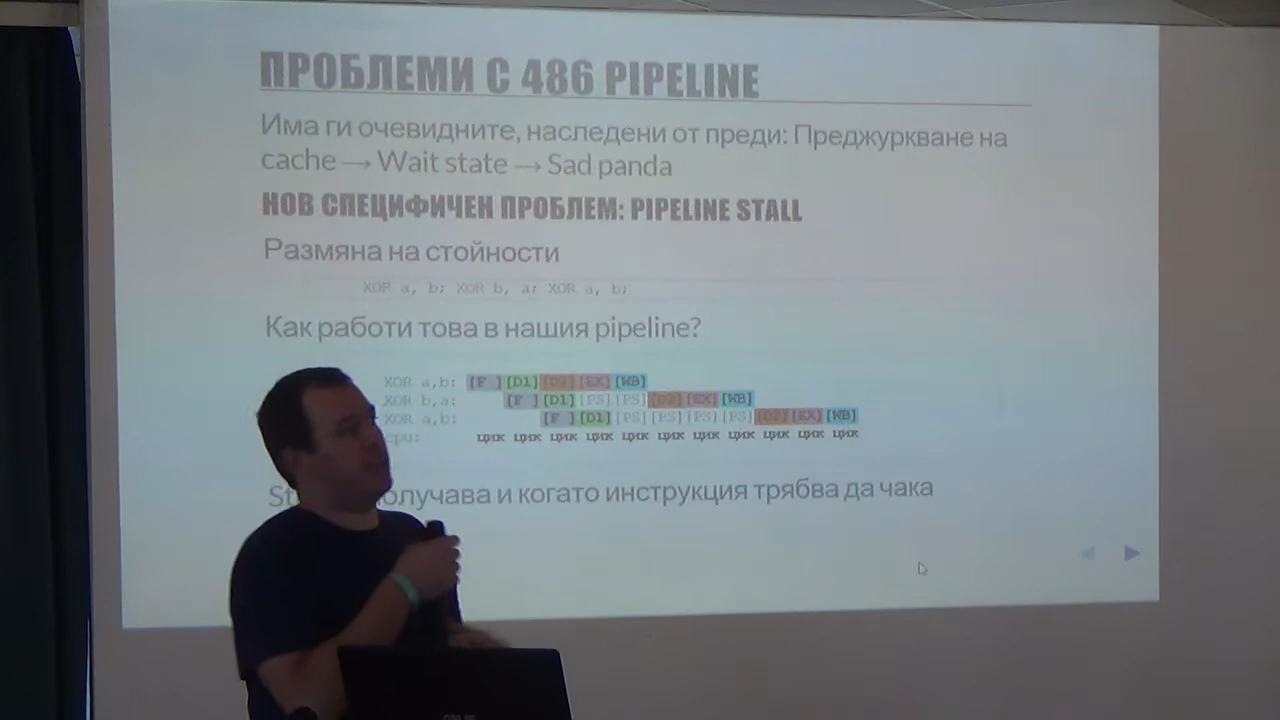 ПРОБЛЕМИ С 486 PIPELINE
Има ги очевидните, наследени от преди: Преджуркване на
cache → Wait state → Sad panda
НОВ СПЕЦИФИЧЕН ПРОБЛЕМ: PIPELINE STALL
Размяна на стойности
XOR a, b; XOR b, a; XOR a, b;
Как работи това в нашия pipeline?
XOR a,b: [F ][D1][D2][EX][WB]
XOR b,a: [F ][D1][PS][PS][D2][EX][WB]
XOR a,b: [F ][D1][PS][PS][PS][PS][D2][EX][WB]
cpu: цик цик цик цик цик цик цик цик цик цик цик
и когато инструкция трябва да чака